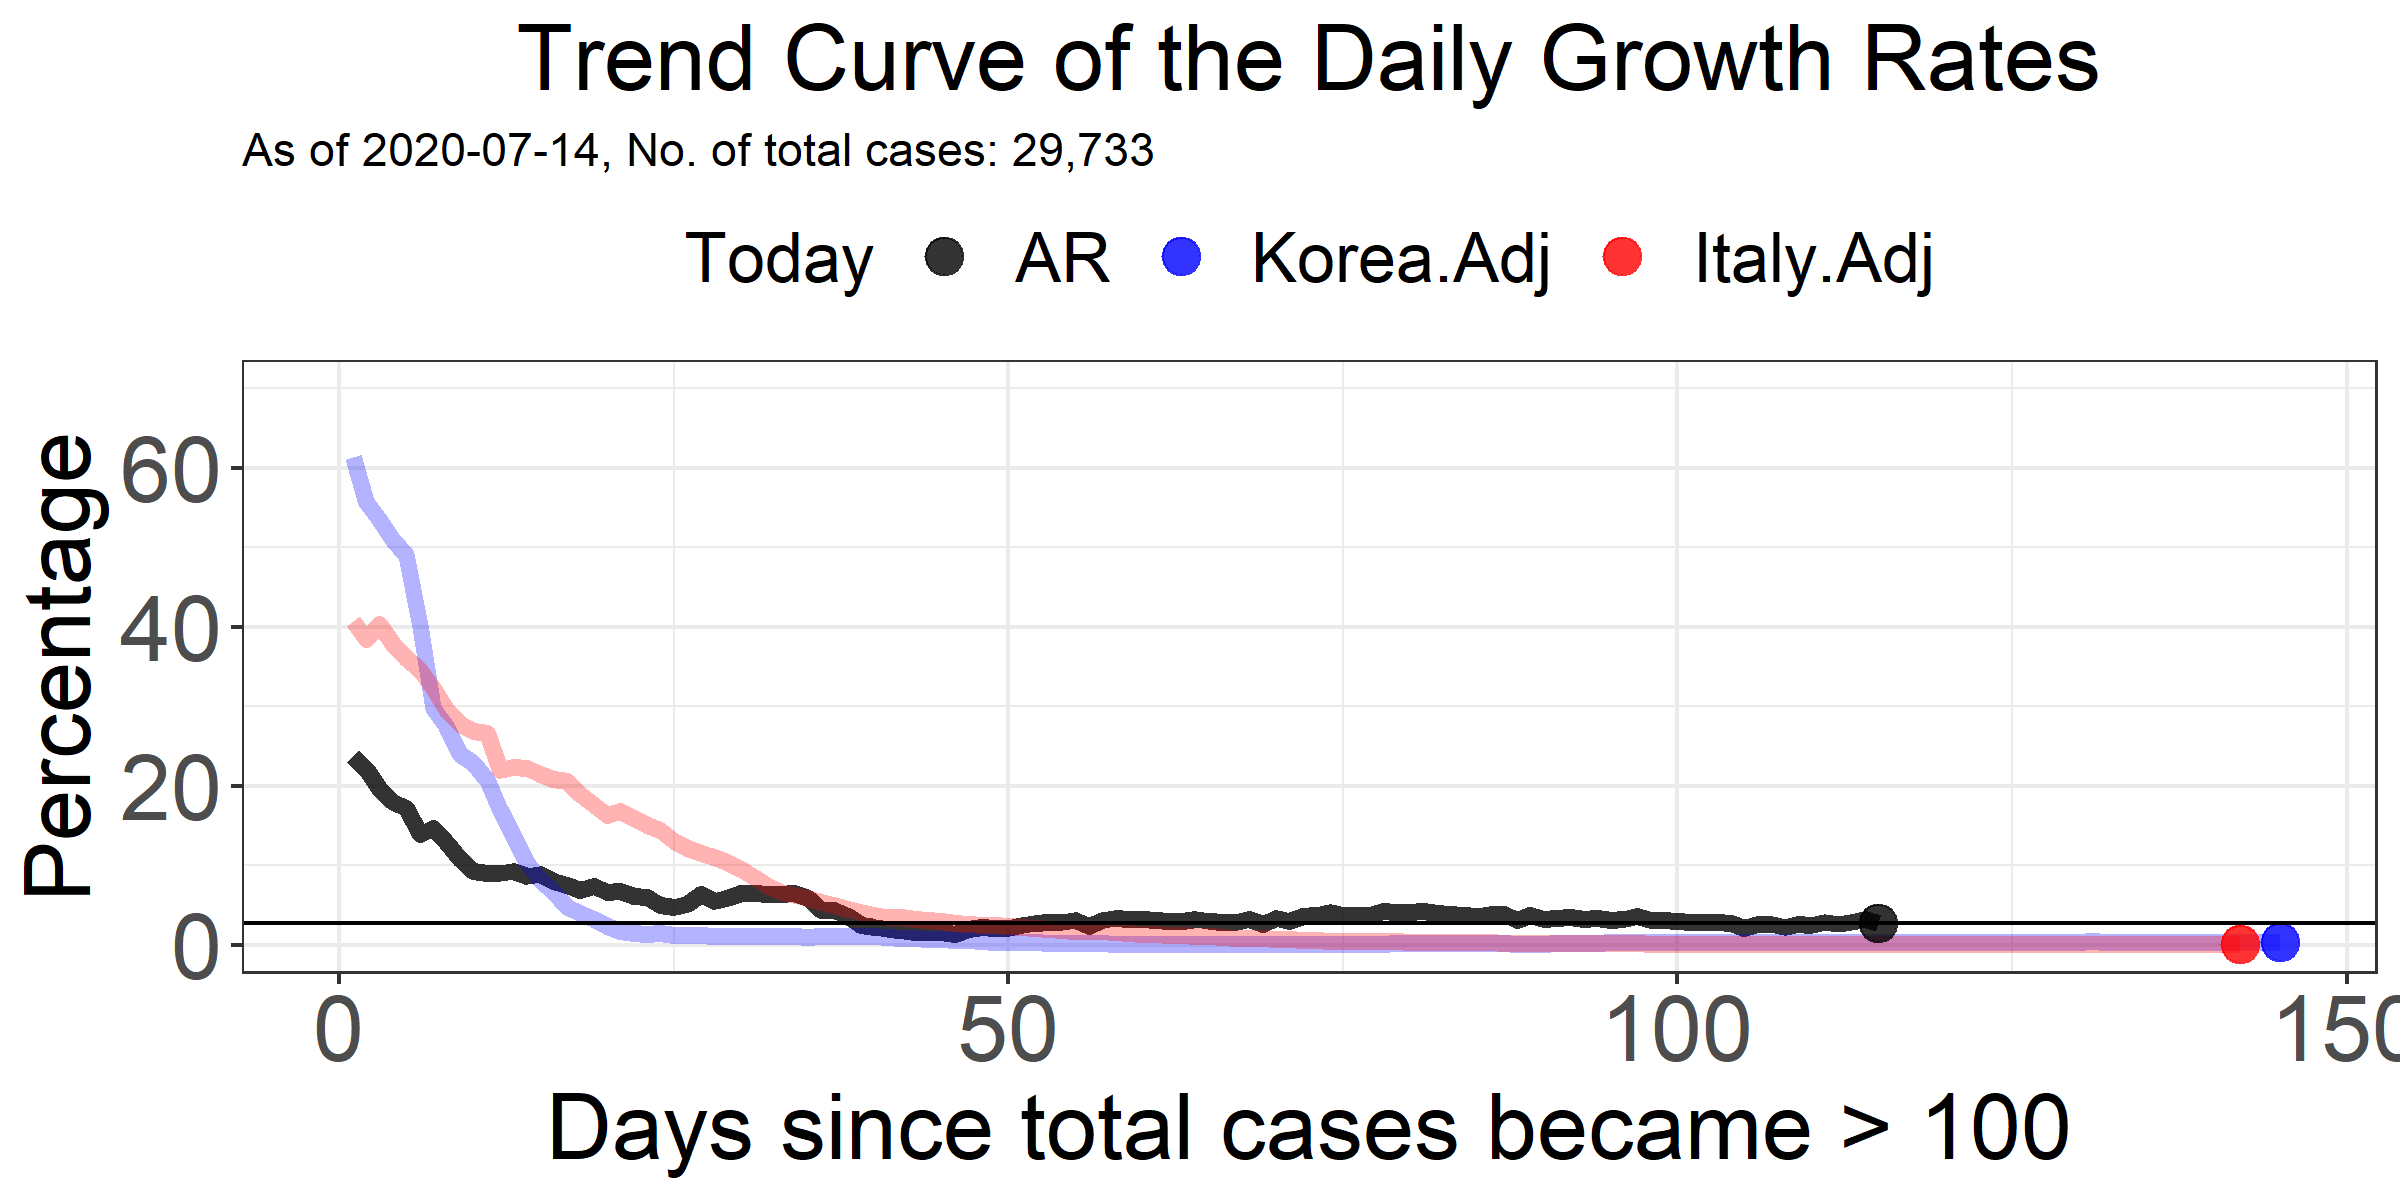 Trend Curve of the Daily Growth Rates
As of 2020-07-14, No. of total cases: 29,733
Today AR Korea.Adj Italy.Adj
Percentage
60
40
20
0
0 50 100 150
Days since total cases became > 100